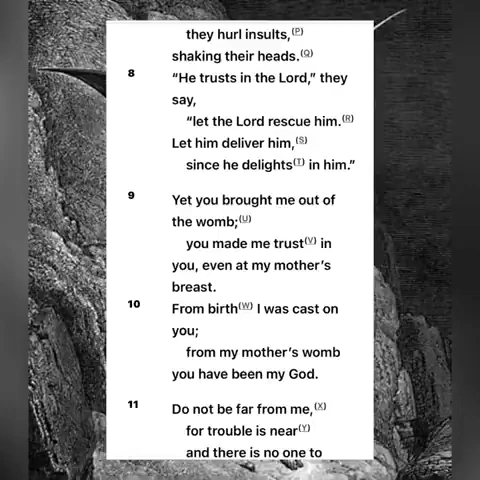 they hurl insults,(P)
shaking their heads.(Q)
8 “He trusts in the Lord,” they
say,
“let the Lord rescue him.(R)
Let him deliver him,(S)
since he delights(T) in him.”
9 Yet you brought me out of
the womb;(U)
you made me trust(V) in
you, even at my mother’s
breast.
10 From birth(W) I was cast on
you;
from my mother’s womb
you have been my God.
11 Do not be far from me,(X)
for trouble is near(Y)
and there is no one to